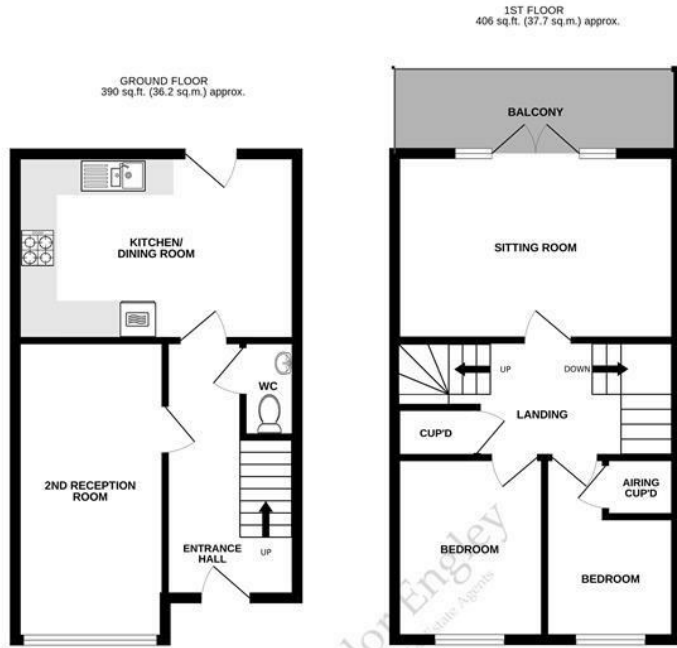 GROUND FLOOR
390 sq.ft. (36.2 sq.m.) approx.
KITCHEN/
DINING ROOM
WC
2ND RECEPTION
ROOM
ENTRANCE
HALL
UP
1ST FLOOR
406 sq.ft. (37.7 sq.m.) approx.
BALCONY
SITTING ROOM
UP
DOWN
LANDING
CUP'D
AIRING
CUP'D
BEDROOM
BEDROOM
Engley
Estate Agents